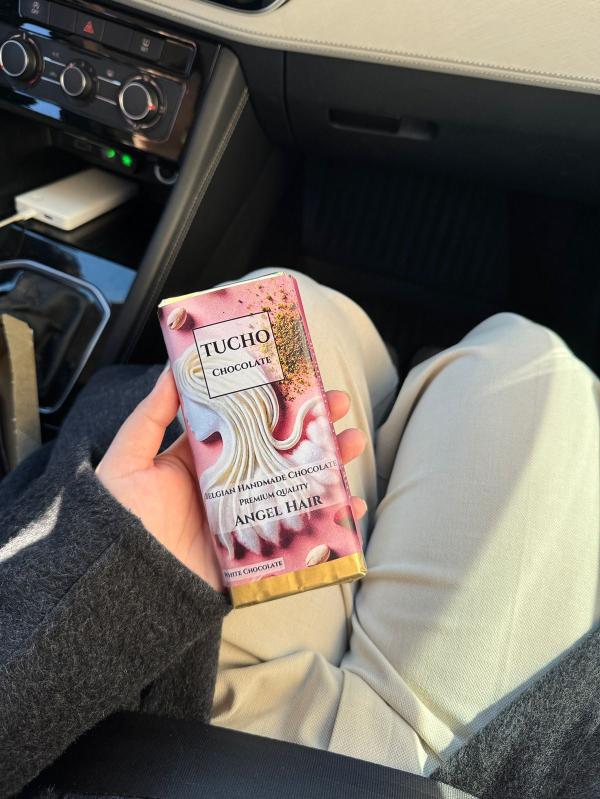 TUCHO
CHOCOLATE
BELGIAN HANDMADE CHOCOLATE
PREMIUM QUALITY
ANGEL HAIR
WHITE CHOCOLATE